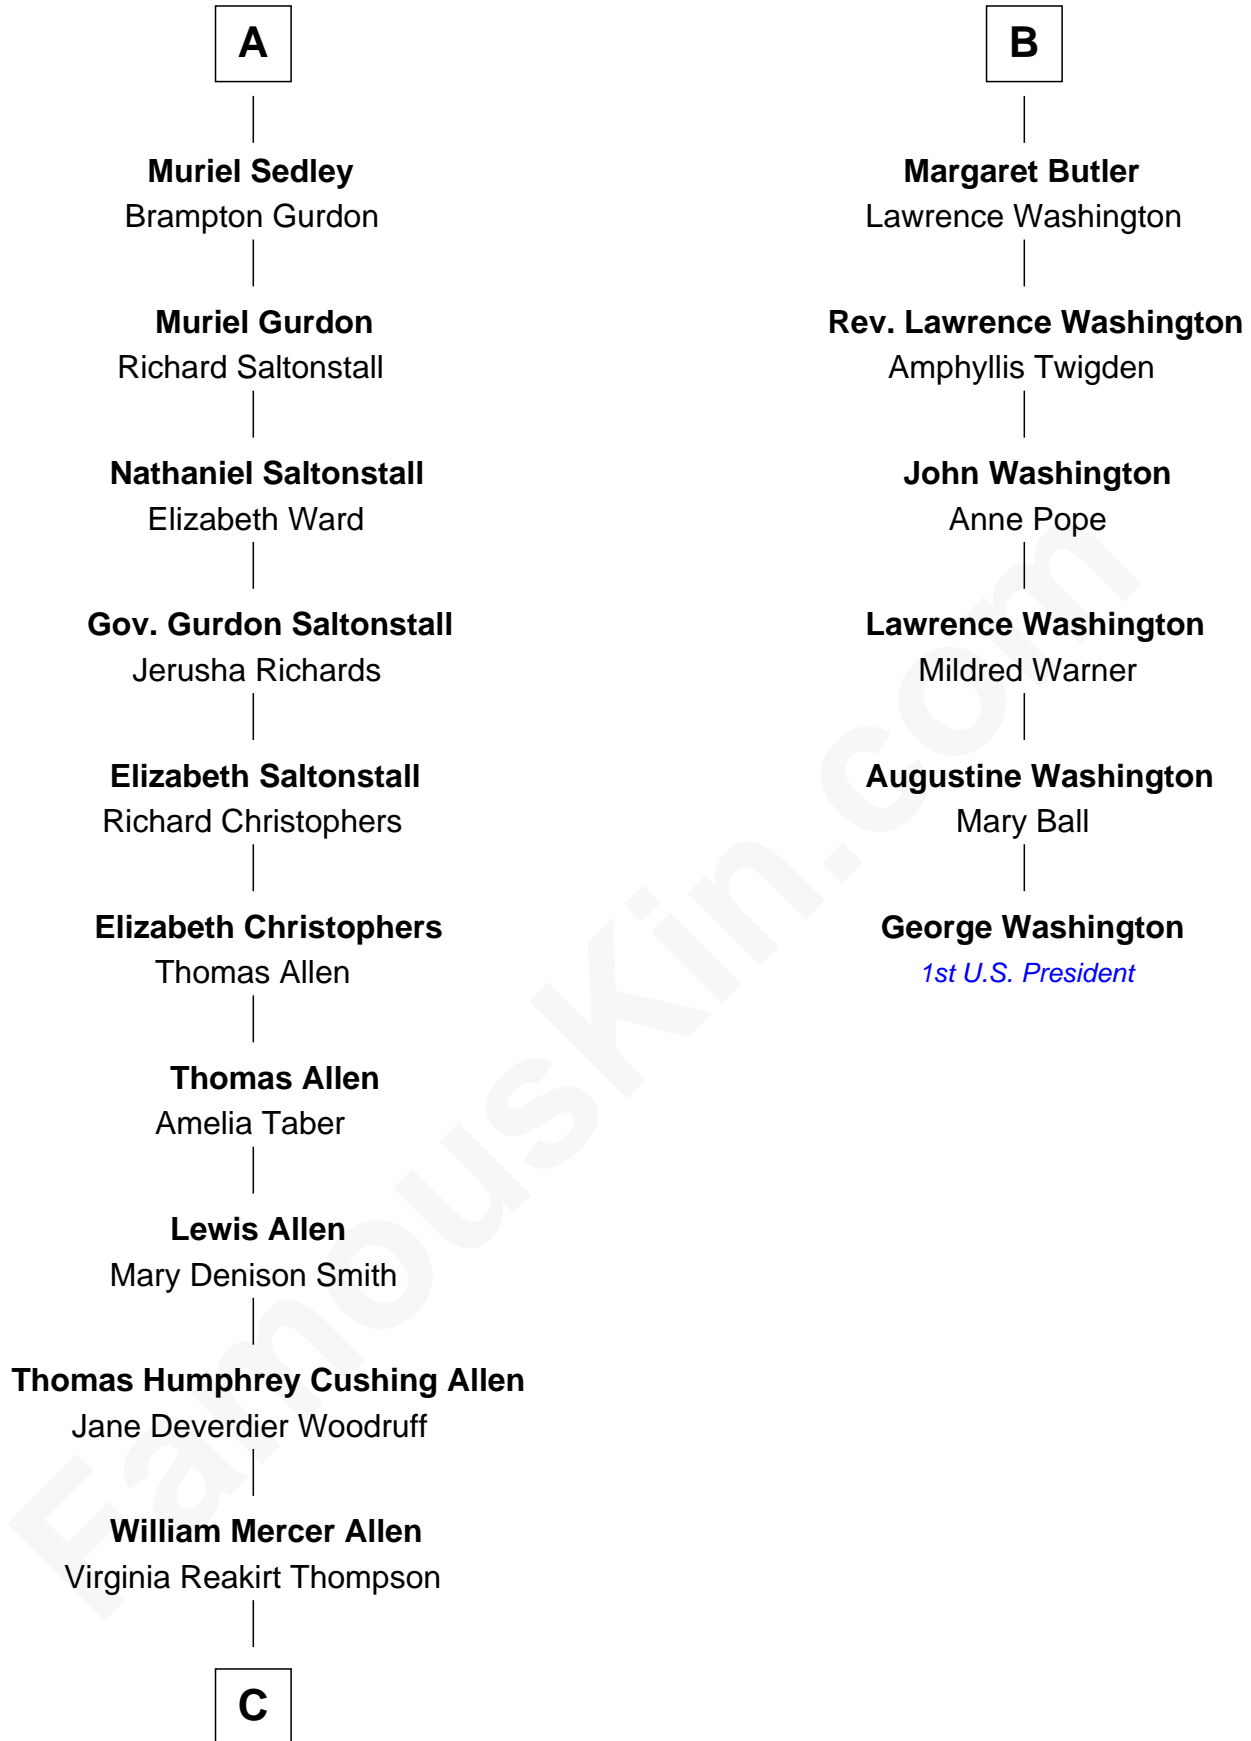 A
Muriel Sedley
Brampton Gurdon
Muriel Gurdon
Richard Saltonstall
Nathaniel Saltonstall
Elizabeth Ward
Gov. Gurdon Saltonstall
Jerusha Richards
Elizabeth Saltonstall
Richard Christophers
Elizabeth Christophers
Thomas Allen
Thomas Allen
Amelia Taber
Lewis Allen
Mary Denison Smith
Thomas Humphrey Cushing Allen
Jane Deverdier Woodruff
William Mercer Allen
Virginia Reakirt Thompson
C
B
Margaret Butler
Lawrence Washington
Rev. Lawrence Washington
Amphyllis Twigden
John Washington
Anne Pope
Lawrence Washington
Mildred Warner
Augustine Washington
Mary Ball
George Washington
1st U.S. President
FamousKin.com